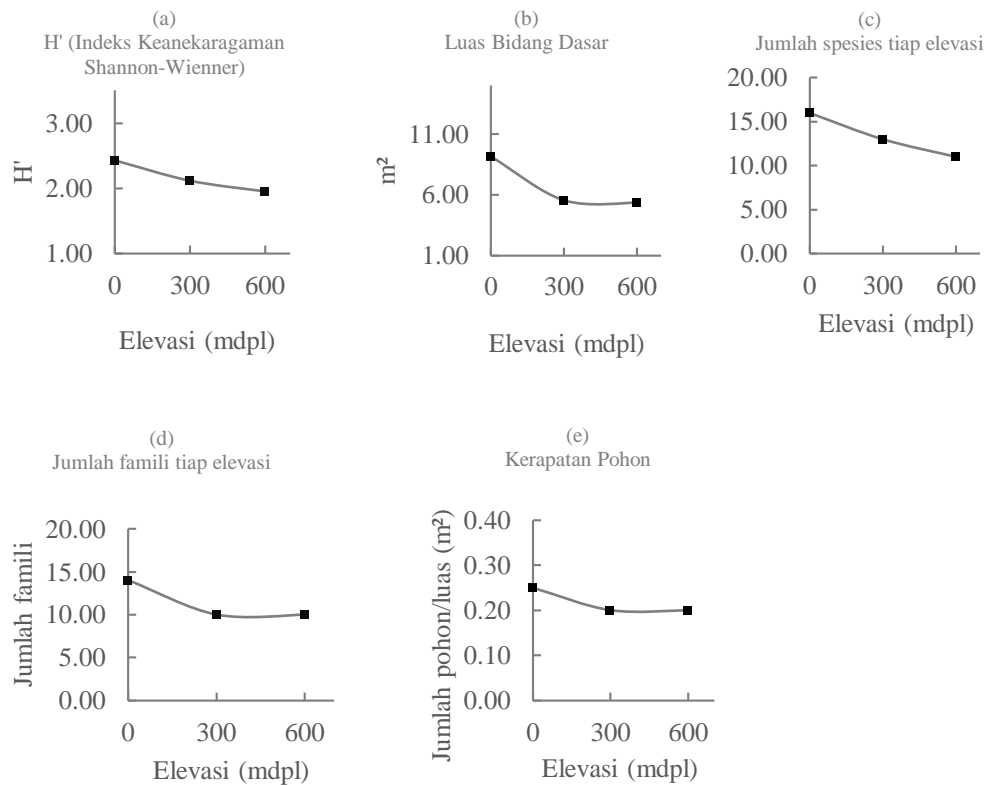 (a)
H' (Indeks Keanekaragaman
Shannon-Wienner)
H'
3.00
2.00
1.00
0 300 600
Elevasi (mdpl)
(b)
Luas Bidang Dasar
m²
11.00
6.00
1.00
0 300 600
Elevasi (mdpl)
(c)
Jumlah spesies tiap elevasi
20.00
15.00
10.00
5.00
0.00
0 300 600
Elevasi (mdpl)
(d)
Jumlah famili tiap elevasi
Jumlah famili
20.00
15.00
10.00
5.00
0.00
0 300 600
Elevasi (mdpl)
(e)
Kerapatan Pohon
Jumlah pohon/luas (m²)
0.40
0.30
0.20
0.10
0.00
0 300 600
Elevasi (mdpl)